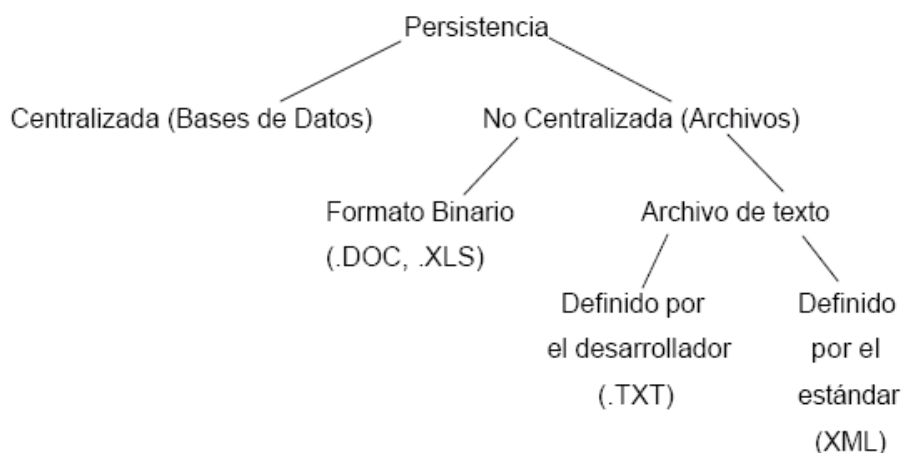 Persistencia
Centralizada (Bases de Datos)
No Centralizada (Archivos)
Formato Binario
(.DOC, .XLS)
Archivo de texto
Definido por
el desarrollador
(.TXT)
Definido
por el
estándar
(XML)